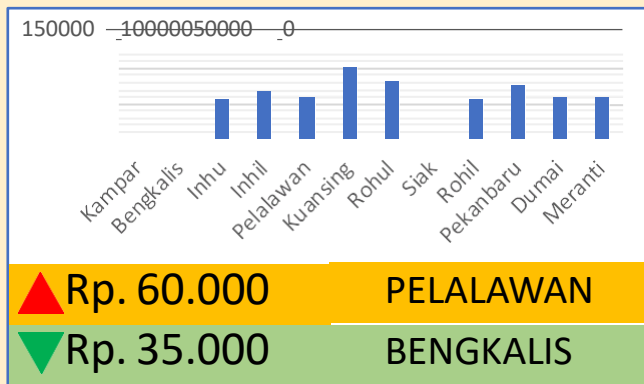 150000 10000050000 0
Kampar
Bengkalis
Inhu
Inhil
Pelalawan
Kuansing
Rohul
Siak
Rohil
Pekanbaru
Dumai
Meranti
Rp. 60.000 PELALAWAN
Rp. 35.000 BENGKALIS